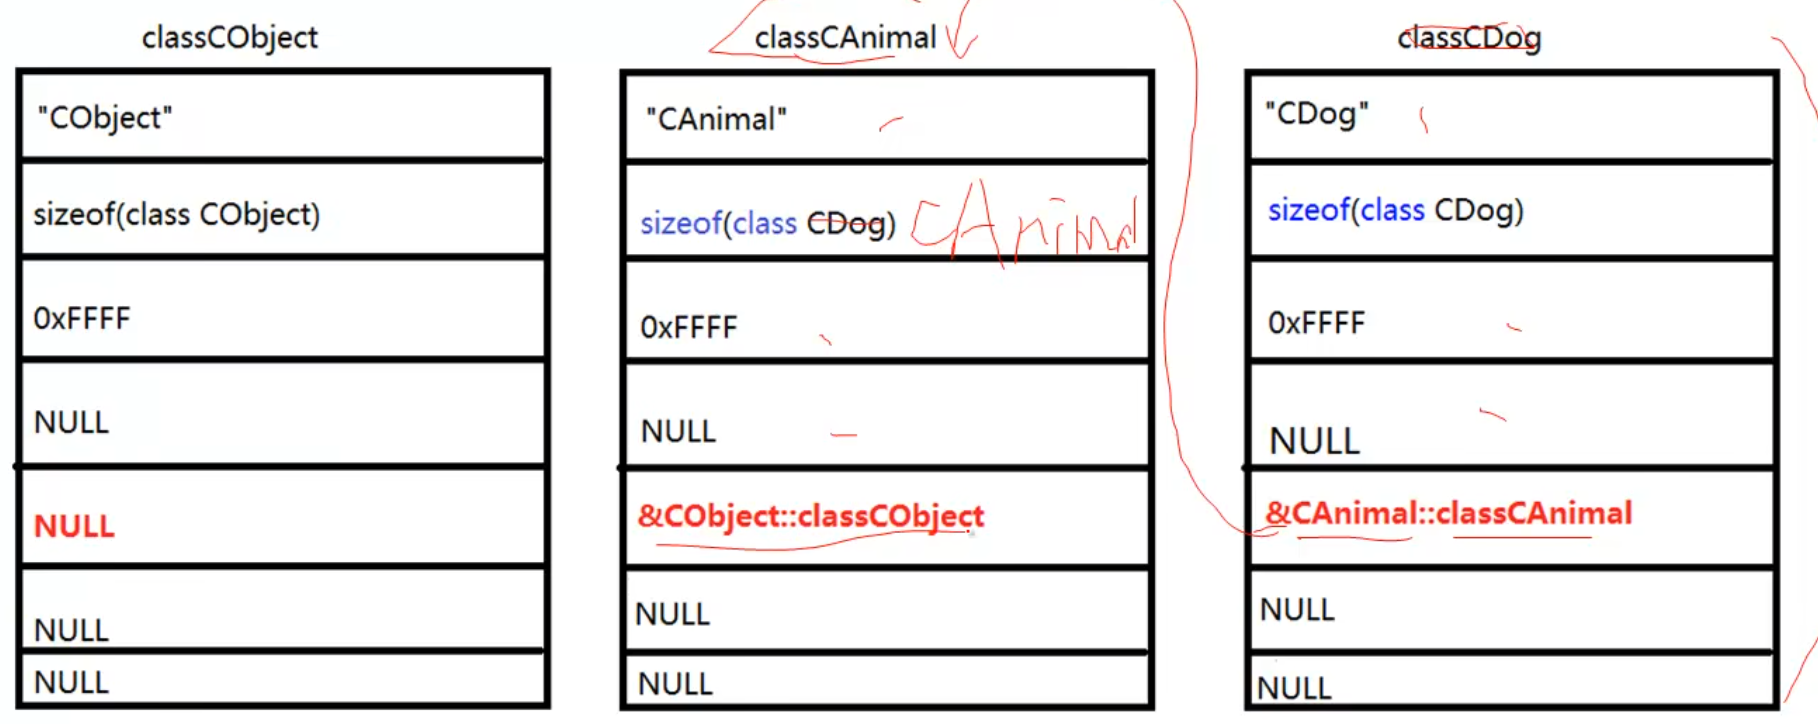 classCObject
"CObject"
sizeof(class CObject)
0xFFFF
NULL
NULL
NULL
NULL
classCAnimal
"CAnimal"
sizeof(class CDog) CAnimal
0xFFFF
NULL
&CObject::classCObject
NULL
NULL
classCDog
"CDog"
sizeof(class CDog)
0xFFFF
NULL
&CAnimal::classCAnimal
NULL
NULL